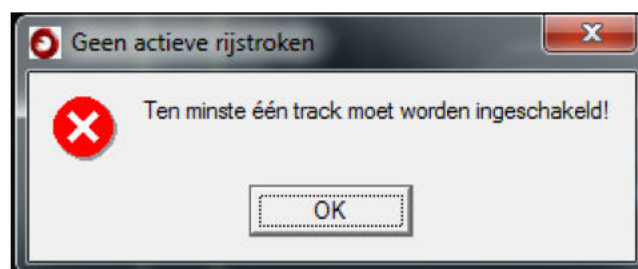 Geen actieve rijstroken
Ten minste één track moet worden ingeschakeld!
OK